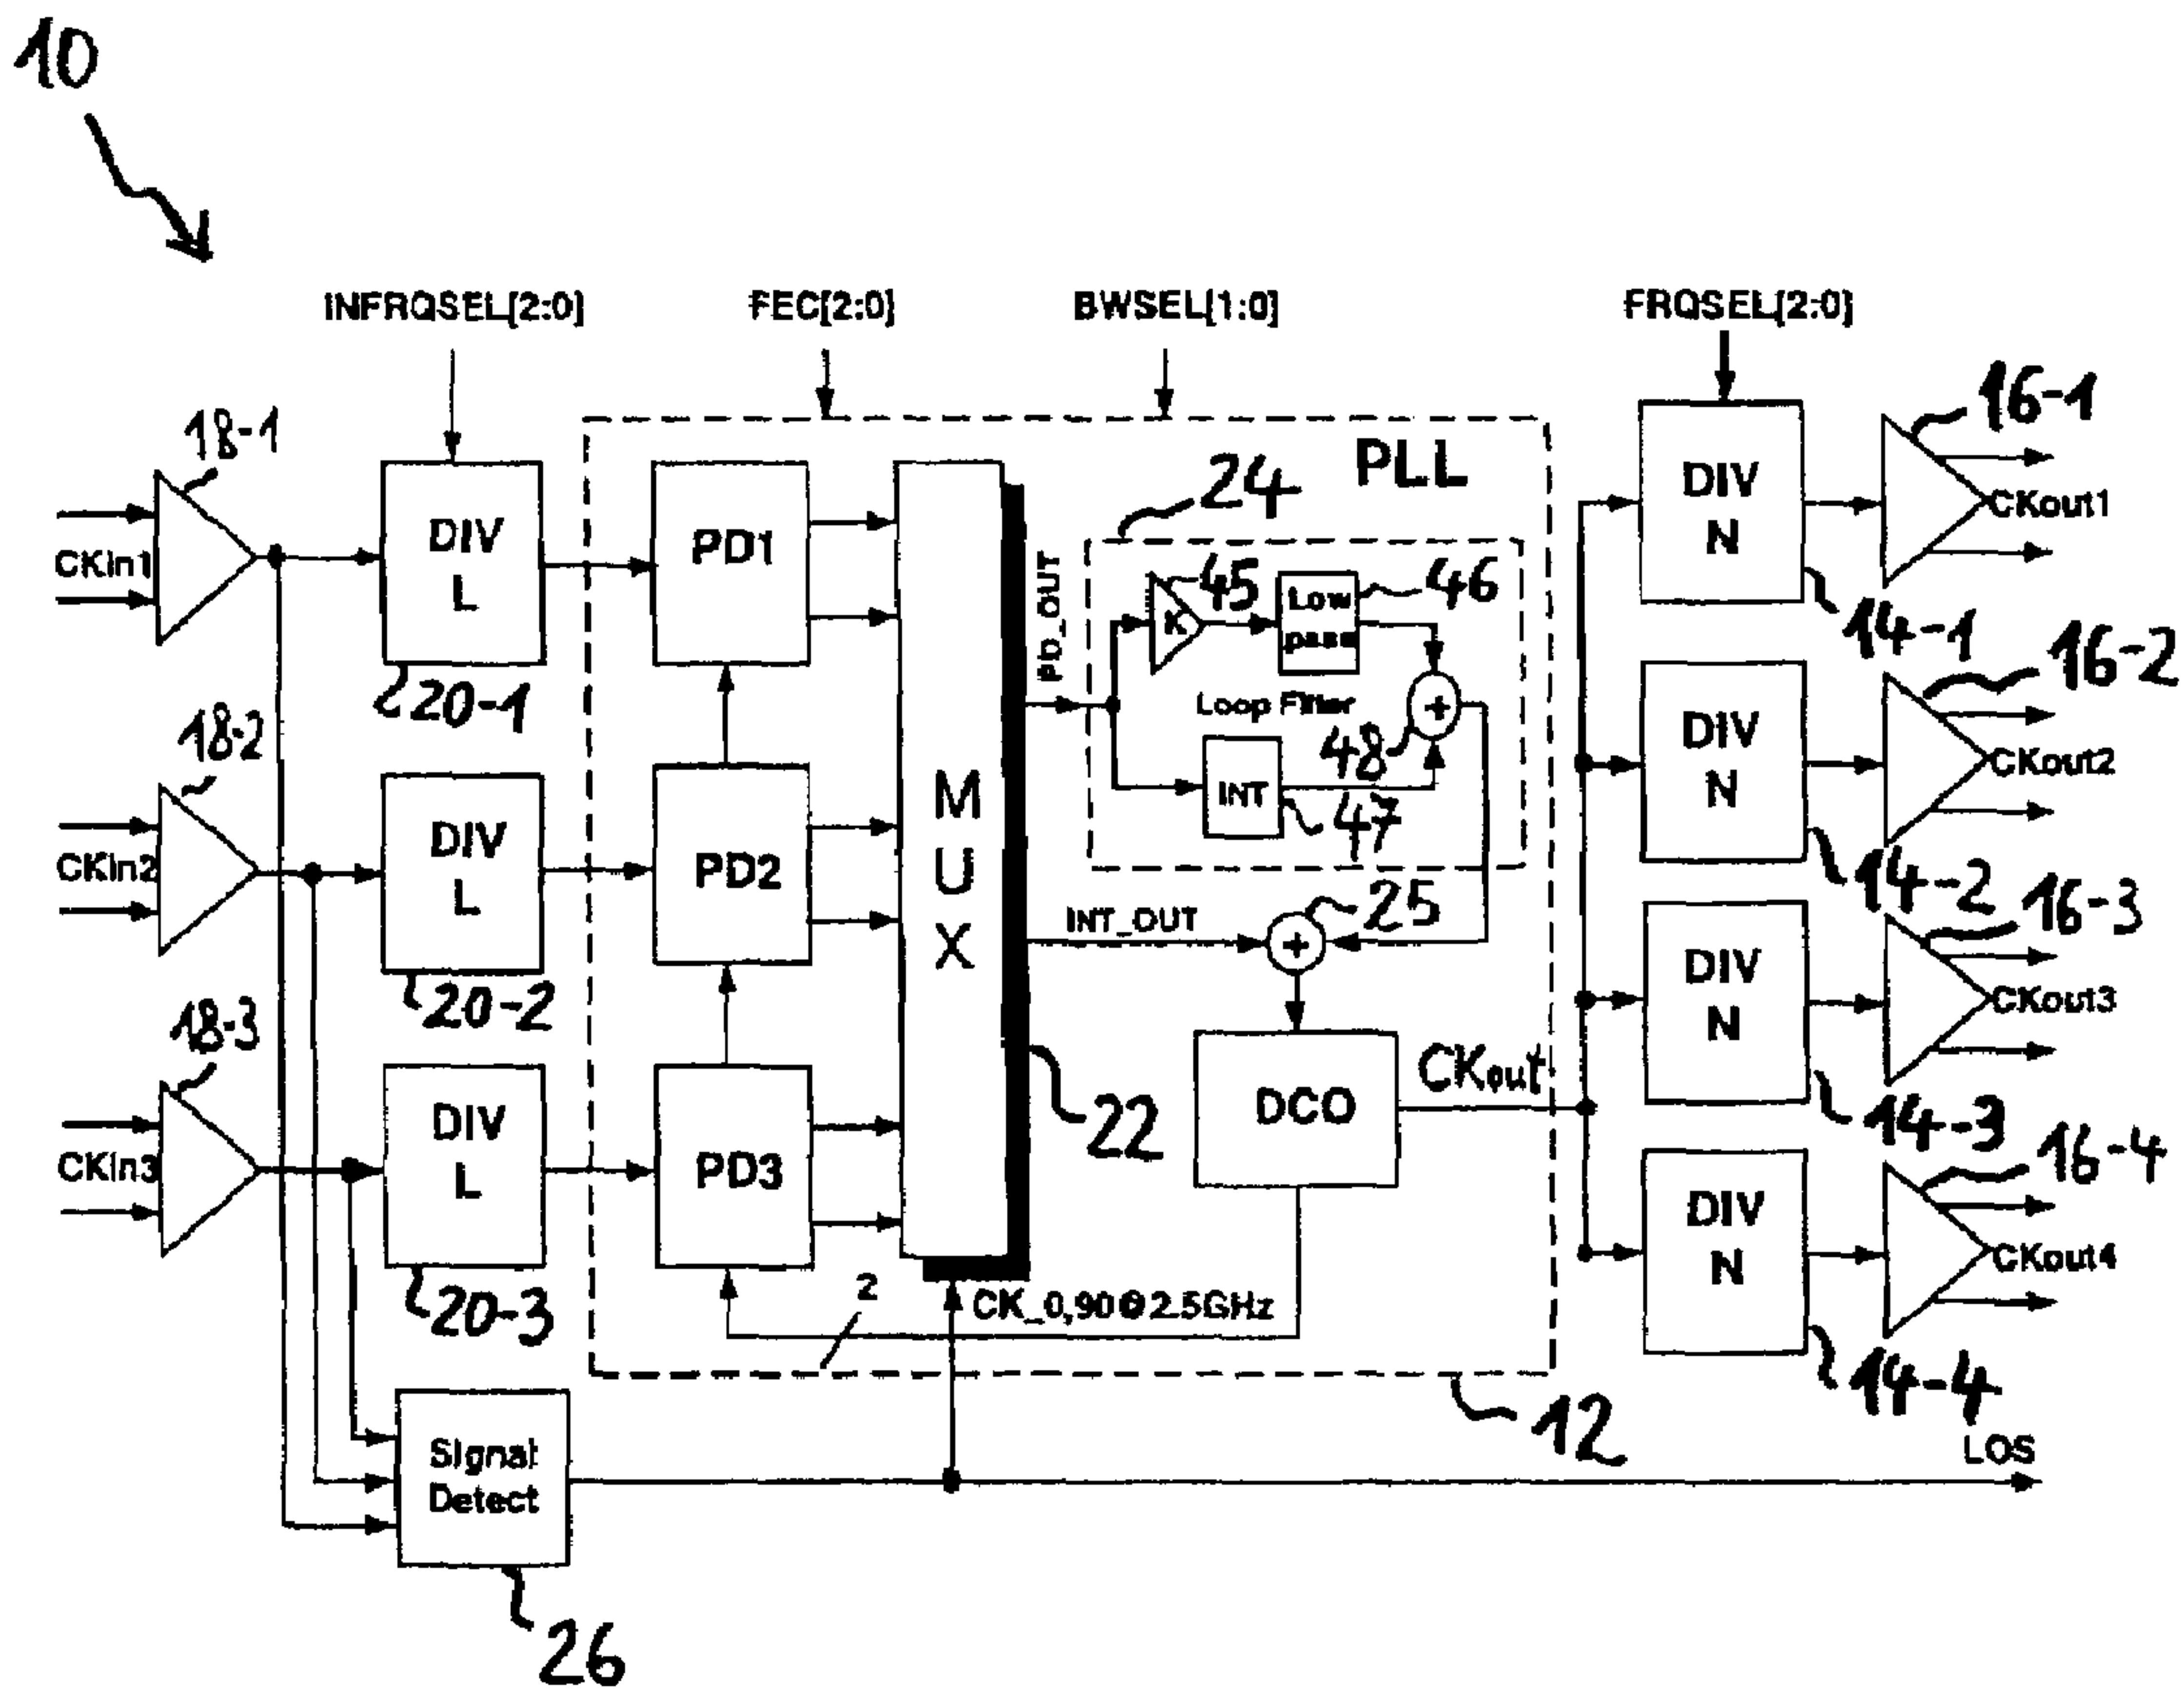 10
INFRQSEL[2:0]
FEC[2:0]
BWSEL[1:0]
FRQSEL[2:0]
18-1
CKin1
DIV
L
20-1
18-2
CKin2
DIV
L
20-2
18-3
CKin3
DIV
L
20-3
Signal
Detect
26
PD1
PD2
PD3
M
U
X
22
PLL
24
PD_OUT
K
45
Low
pass
46
Loop Filter
48
INT
47
INT_OUT
+
+
25
DCO
CKout
2
CK_0,90@2.5GHz
12
DIV
N
14-1
16-1
CKout1
DIV
N
14-2
16-2
CKout2
DIV
N
14-3
16-3
CKout3
DIV
N
14-4
16-4
CKout4
LOS